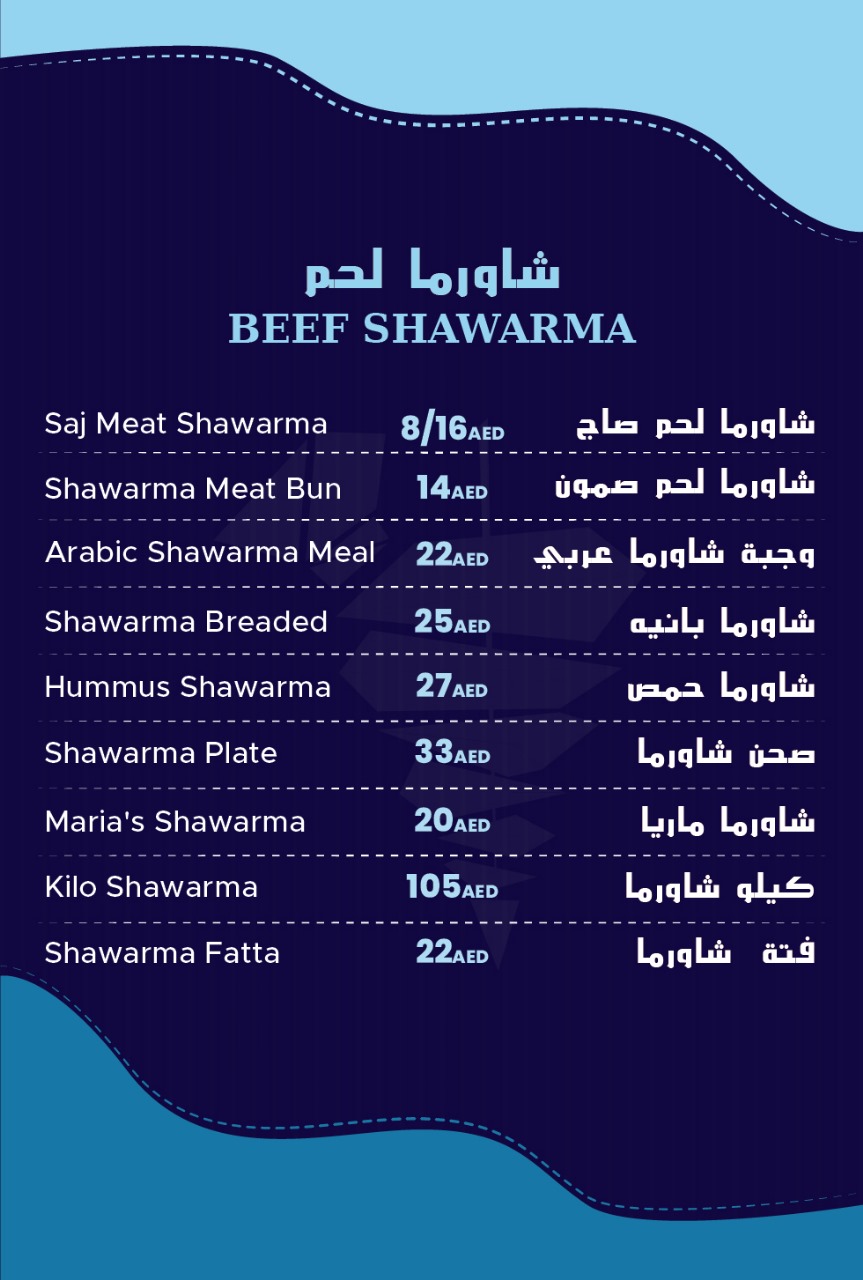 شاورما لحم
BEEF SHAWARMA
Saj Meat Shawarma 8/16AED شاورما لحم صاج
Shawarma Meat Bun 14AED شاورما لحم صمون
Arabic Shawarma Meal 22AED وجبة شاورما عربي
Shawarma Breaded 25AED شاورما بانيه
Hummus Shawarma 27AED شاورما حمص
Shawarma Plate 33AED صحن شاورما
Maria's Shawarma 20AED شاورما ماريا
Kilo Shawarma 105AED كيلو شاورما
Shawarma Fatta 22AED فتة شاورما